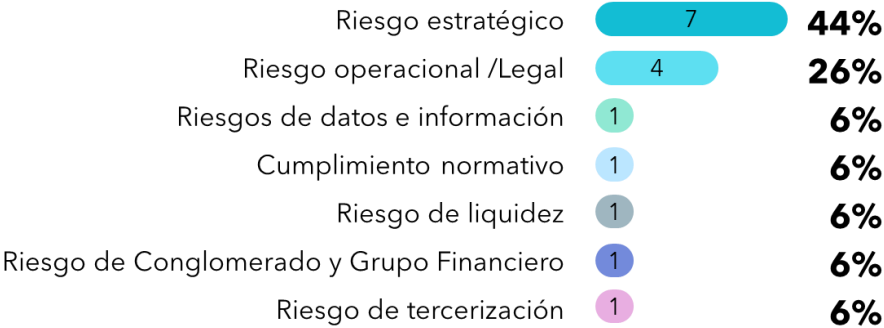 Riesgo estratégico 7 44%
Riesgo operacional /Legal 4 26%
Riesgos de datos e información 1 6%
Cumplimiento normativo 1 6%
Riesgo de liquidez 1 6%
Riesgo de Conglomerado y Grupo Financiero 1 6%
Riesgo de tercerización 1 6%